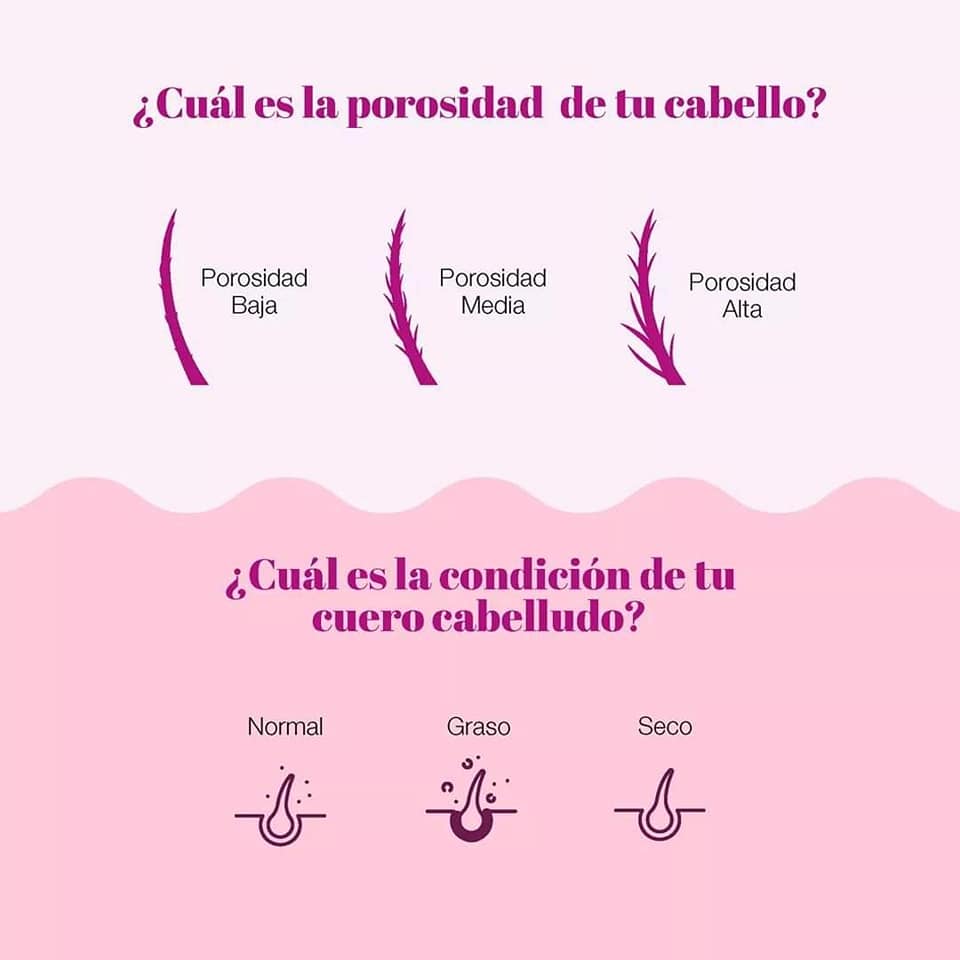 ¿Cuál es la porosidad de tu cabello?
Porosidad
Baja
Porosidad
Media
Porosidad
Alta
¿Cuál es la condición de tu
cuero cabelludo?
Normal
Graso
Seco